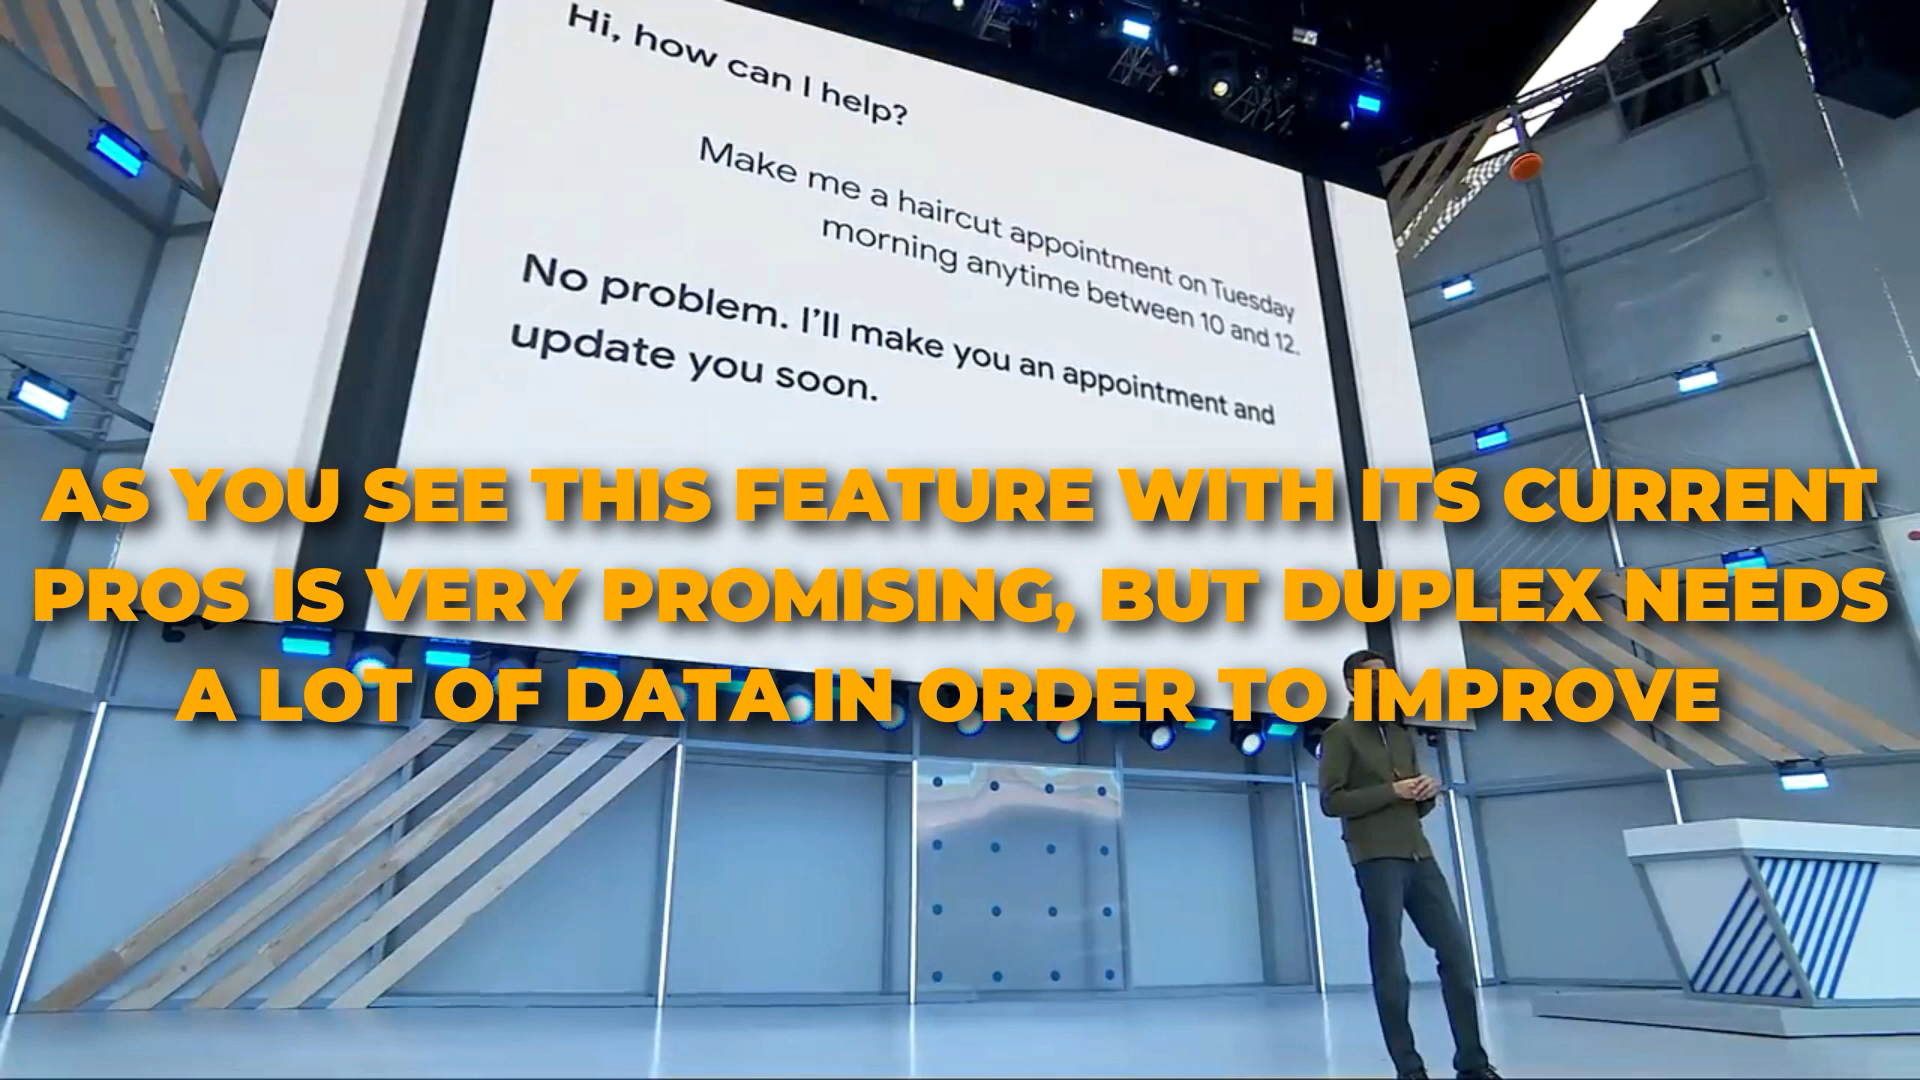 Hi, how can I help?
Make me a haircut appointment on Tuesday
morning anytime between 10 and 12.
No problem. I'll make you an appointment and
update you soon.
AS YOU SEE THIS FEATURE WITH ITS CURRENT
PROS IS VERY PROMISING, BUT DUPLEX NEEDS
A LOT OF DATA IN ORDER TO IMPROVE